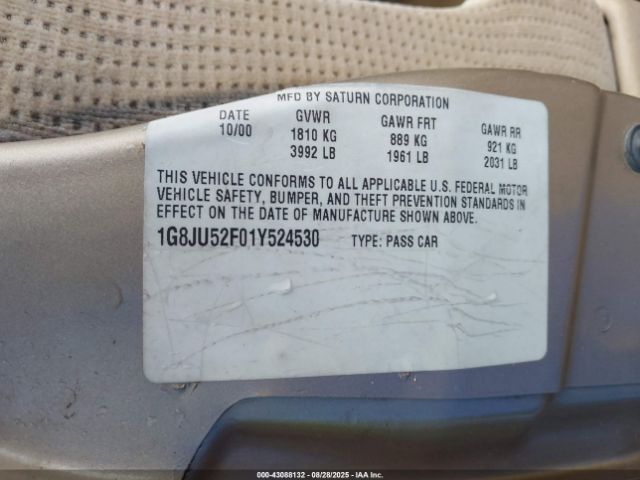 MFD BY SATURN CORPORATION
DATE GVWR GAWR FRT GAWR RR
10/00 1810 KG 889 KG 921 KG
3992 LB 1961 LB 2031 LB
THIS VEHICLE CONFORMS TO ALL APPLICABLE U.S. FEDERAL MOTOR
VEHICLE SAFETY, BUMPER, AND THEFT PREVENTION STANDARDS IN
EFFECT ON THE DATE OF MANUFACTURE SHOWN ABOVE.
1G8JU52F01Y524530 TYPE: PASS CAR
000-43088132 - 08/28/2025 - IAAI.COM